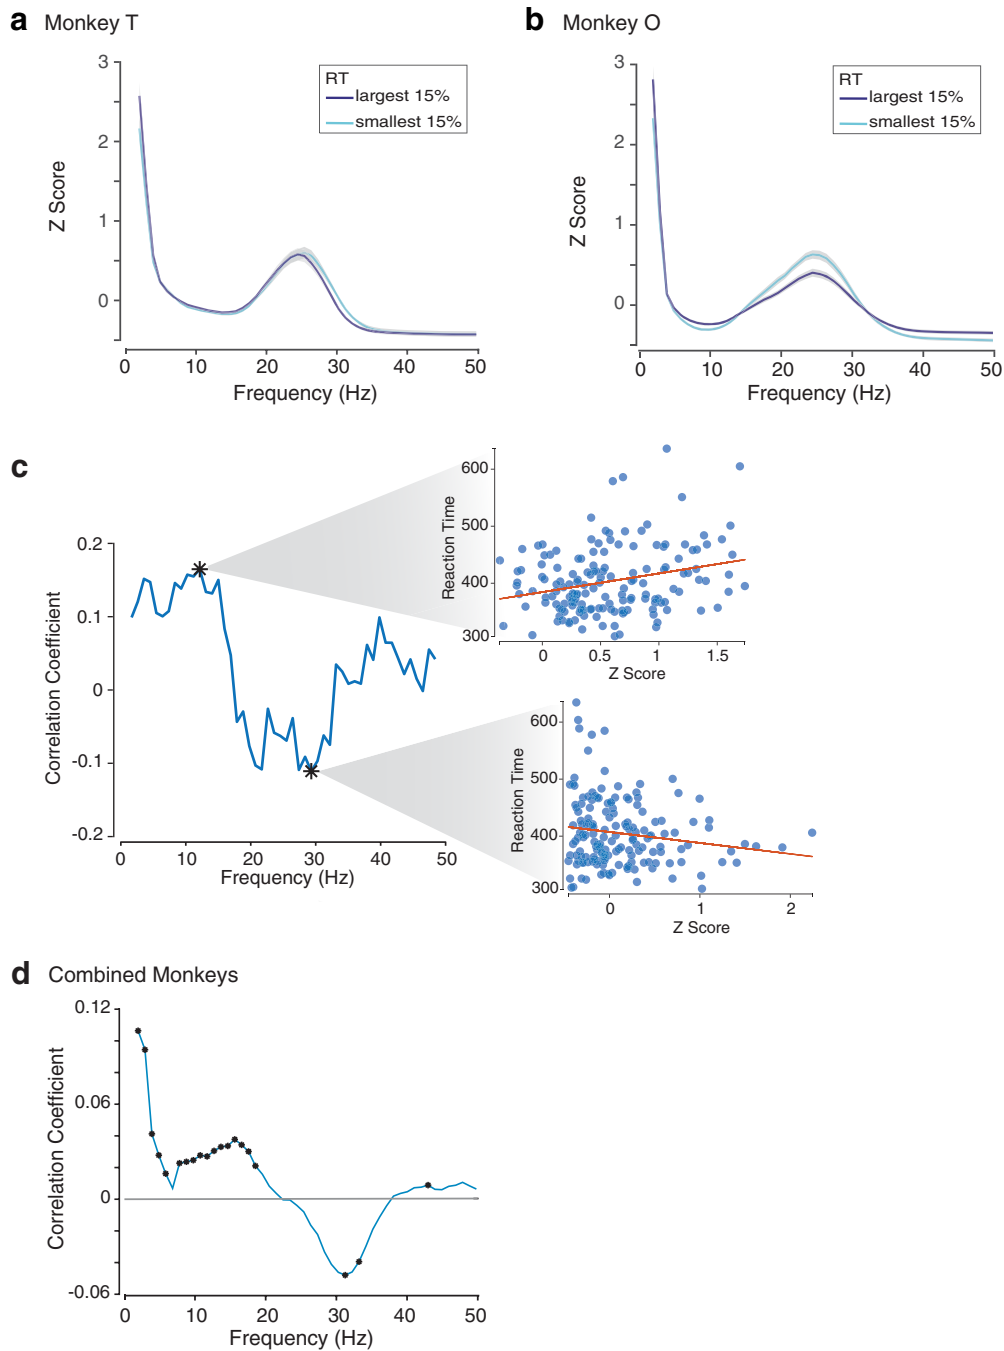 a Monkey T
3
2
1
0
Z Score
RT
largest 15%
smallest 15%
0 10 20 30 40 50
Frequency (Hz)
b Monkey O
3
2
1
0
Z Score
RT
largest 15%
smallest 15%
0 10 20 30 40 50
Frequency (Hz)
c
0.2
0.1
0
-0.1
-0.2
Correlation Coefficient
0 10 20 30 40 50
Frequency (Hz)
600
500
400
300
Reaction Time
0 0.5 1 1.5
Z Score
600
500
400
300
Reaction Time
0 1 2
Z Score
d Combined Monkeys
0.12
0.06
0
-0.06
Correlation Coefficient
0 10 20 30 40 50
Frequency (Hz)